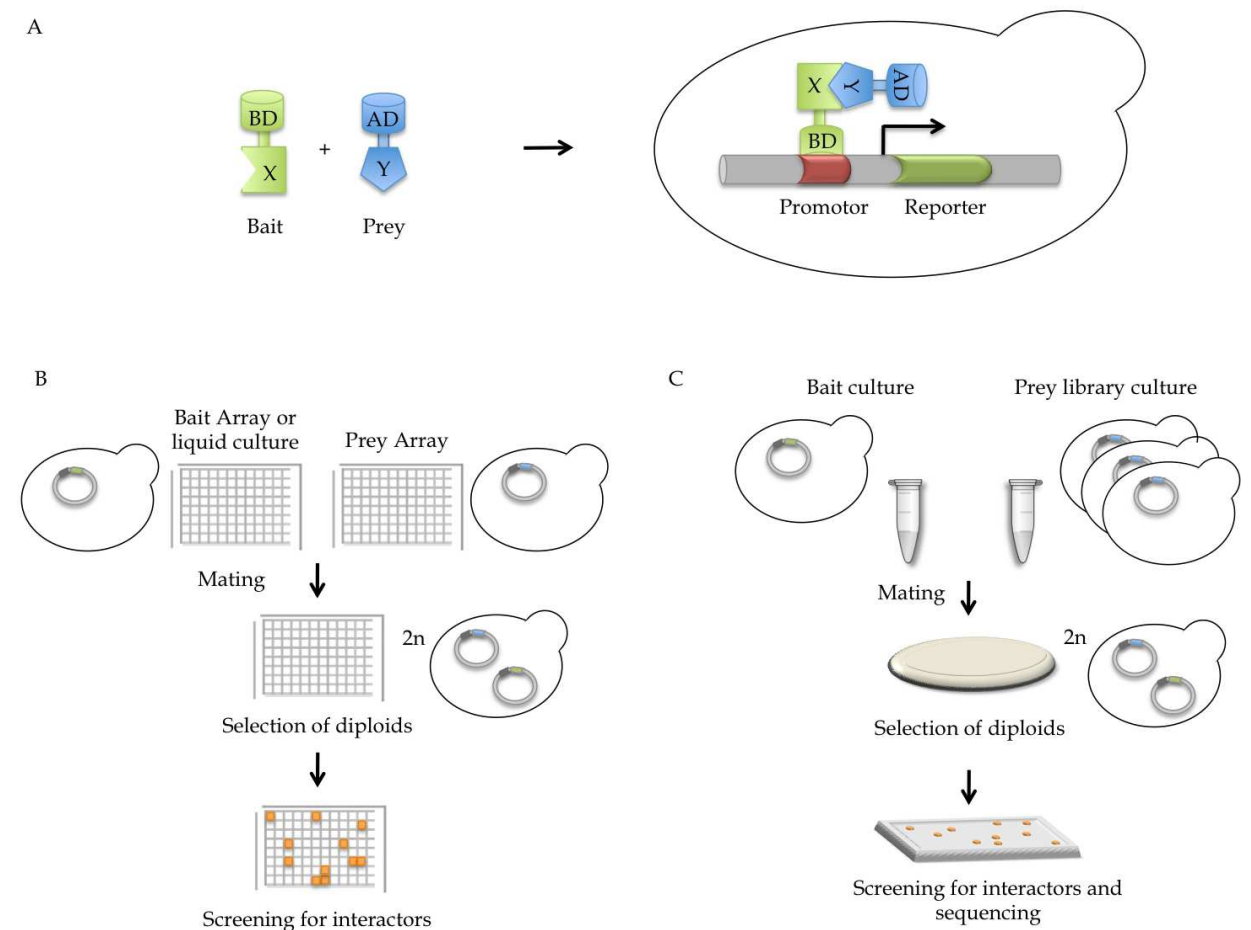 A
BD
X
+
AD
Y
Bait
Prey
X
Y
AD
BD
Promotor
Reporter
B
Bait Array or
liquid culture
Prey Array
Mating
2n
Selection of diploids
Screening for interactors
C
Bait culture
Prey library culture
Mating
2n
Selection of diploids
Screening for interactors and
sequencing